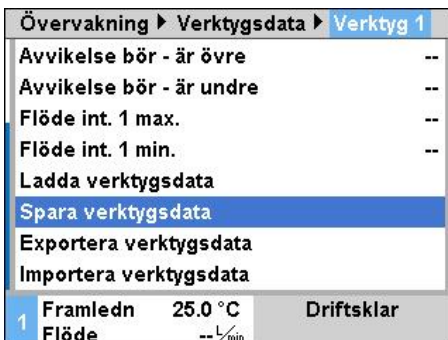 Övervakning ▶ Verktygsdata ▶ Verktyg 1
Avvikelse bör - är övre --
Avvikelse bör - är undre --
Flöde int. 1 max. --
Flöde int. 1 min. --
Ladda verktygsdata
Spara verktygsdata
Exportera verktygsdata
Importera verktygsdata
1 Framledn 25.0 °C Driftsklar
Flöde -- L/min